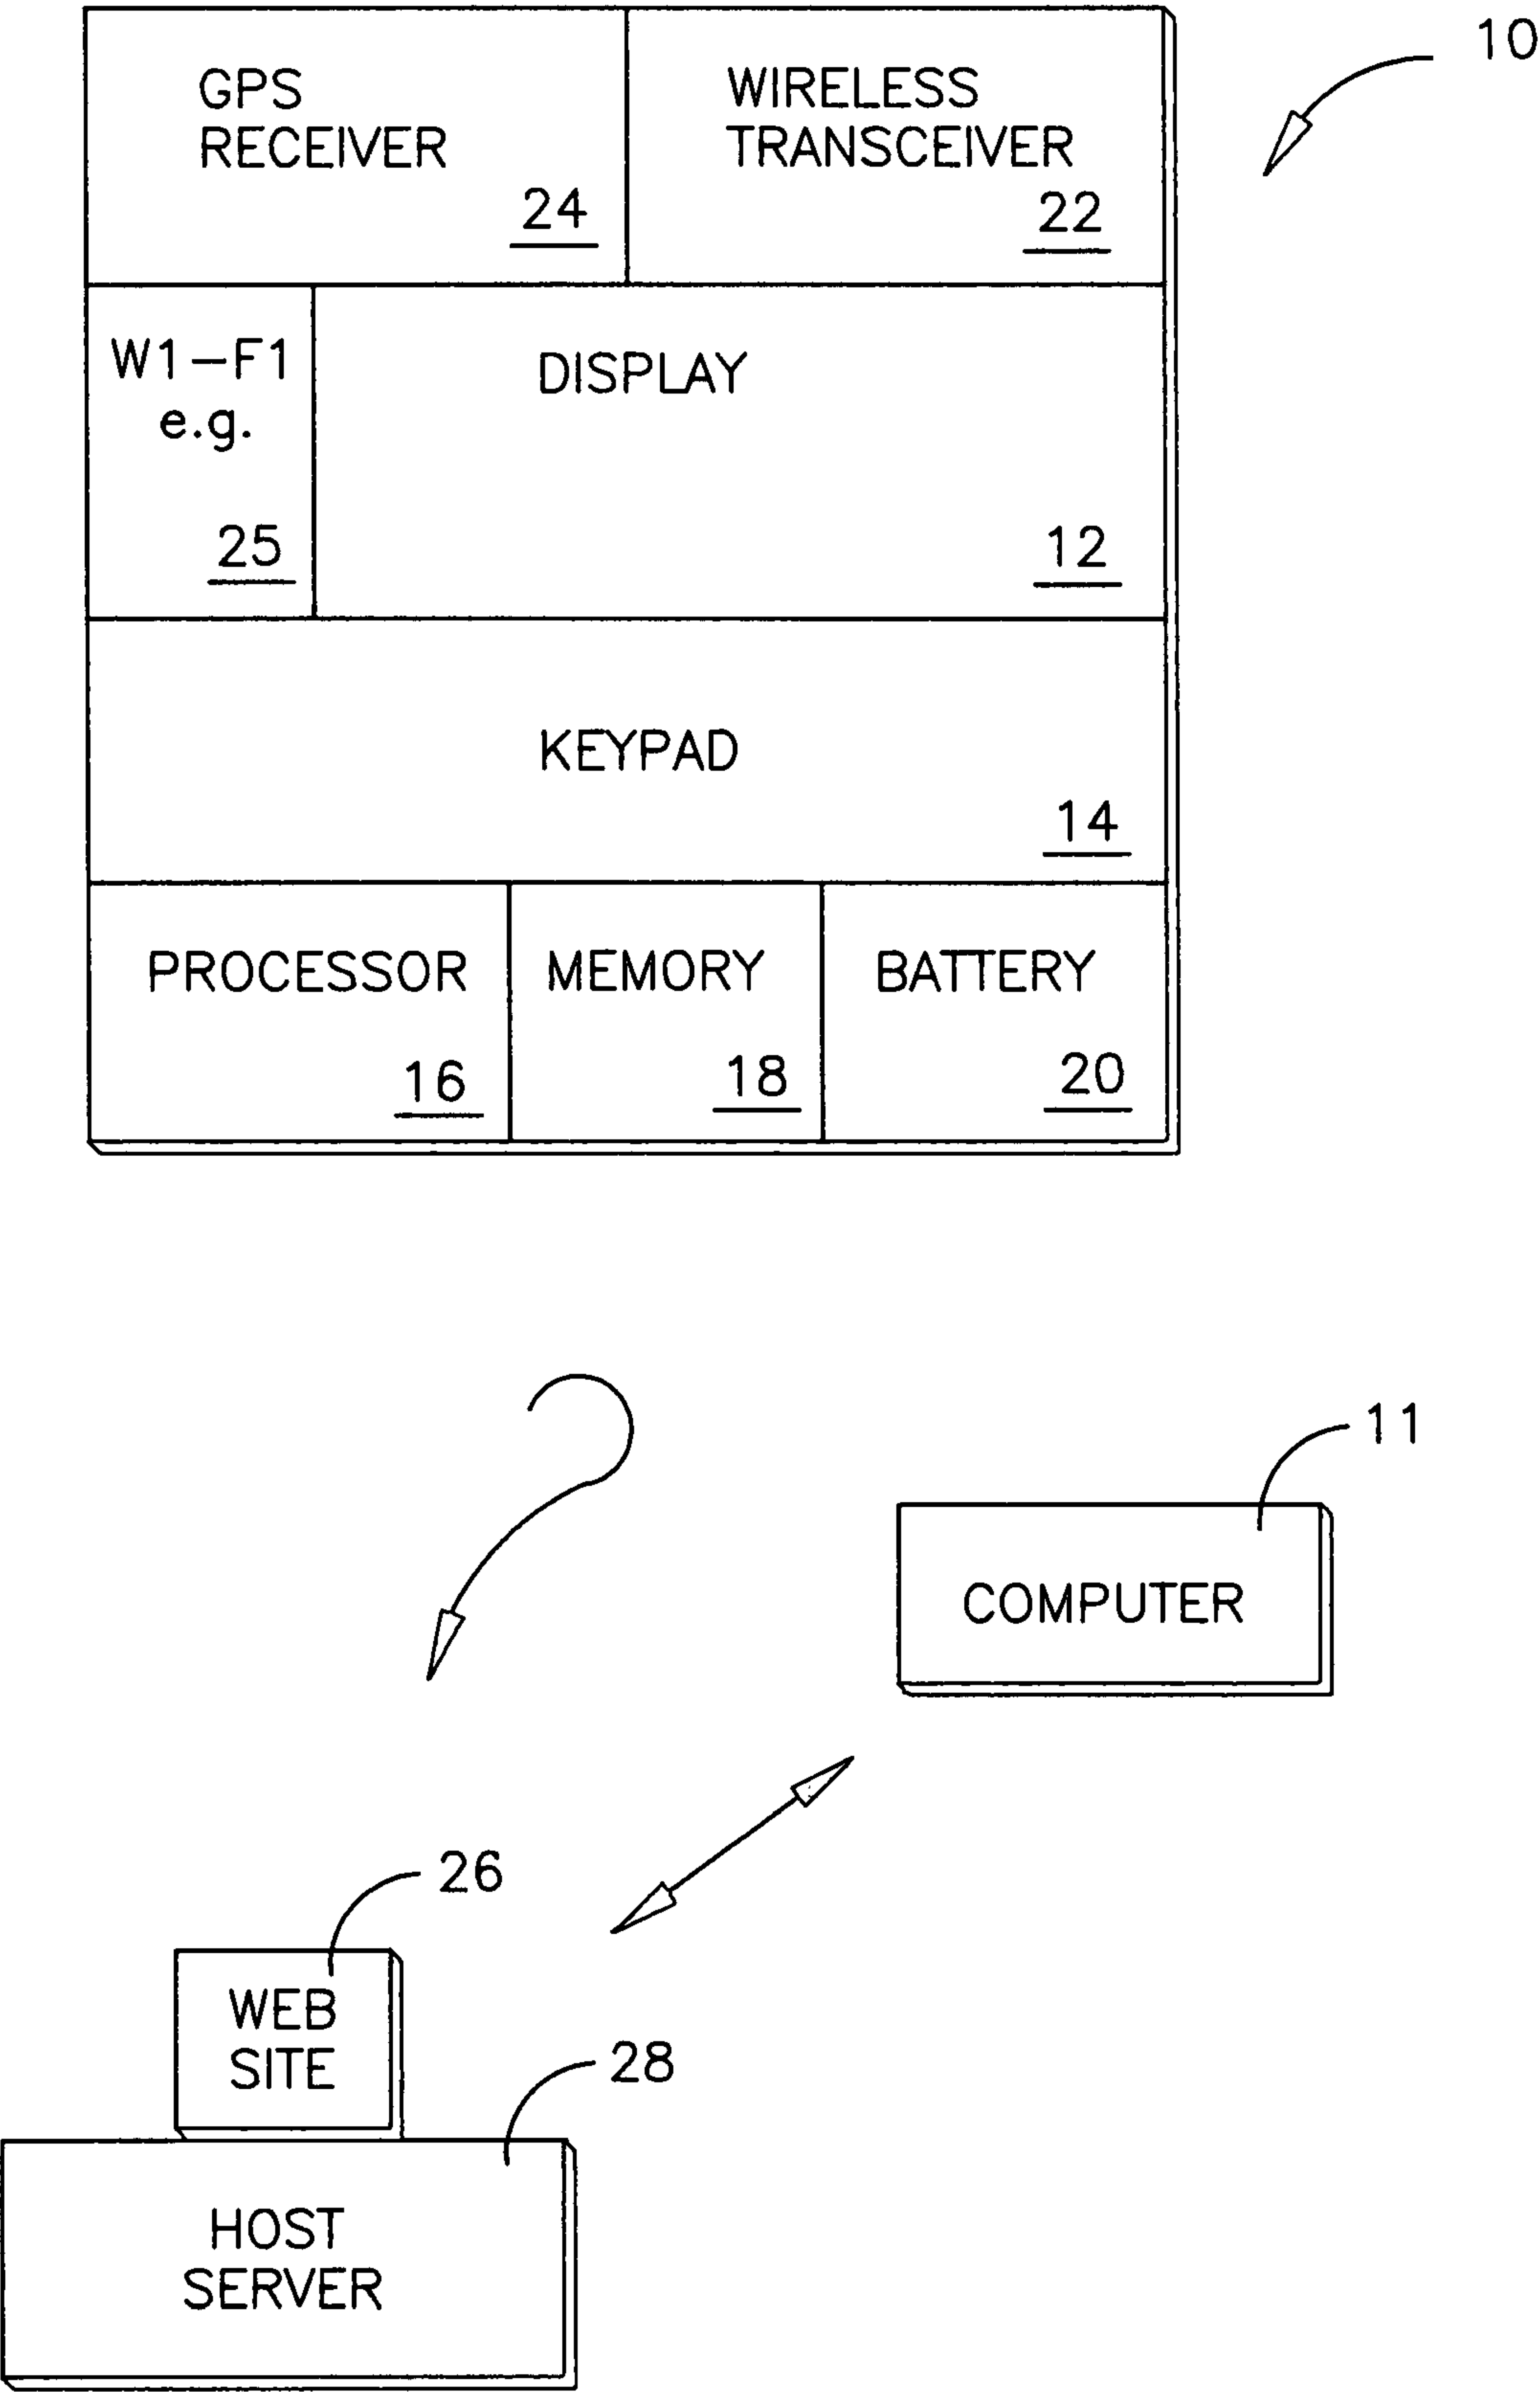 10
GPS
RECEIVER
24
WIRELESS
TRANSCEIVER
22
W1-F1
e.g.
25
DISPLAY
12
KEYPAD
14
PROCESSOR
16
MEMORY
18
BATTERY
20
11
COMPUTER
26
WEB
SITE
28
HOST
SERVER